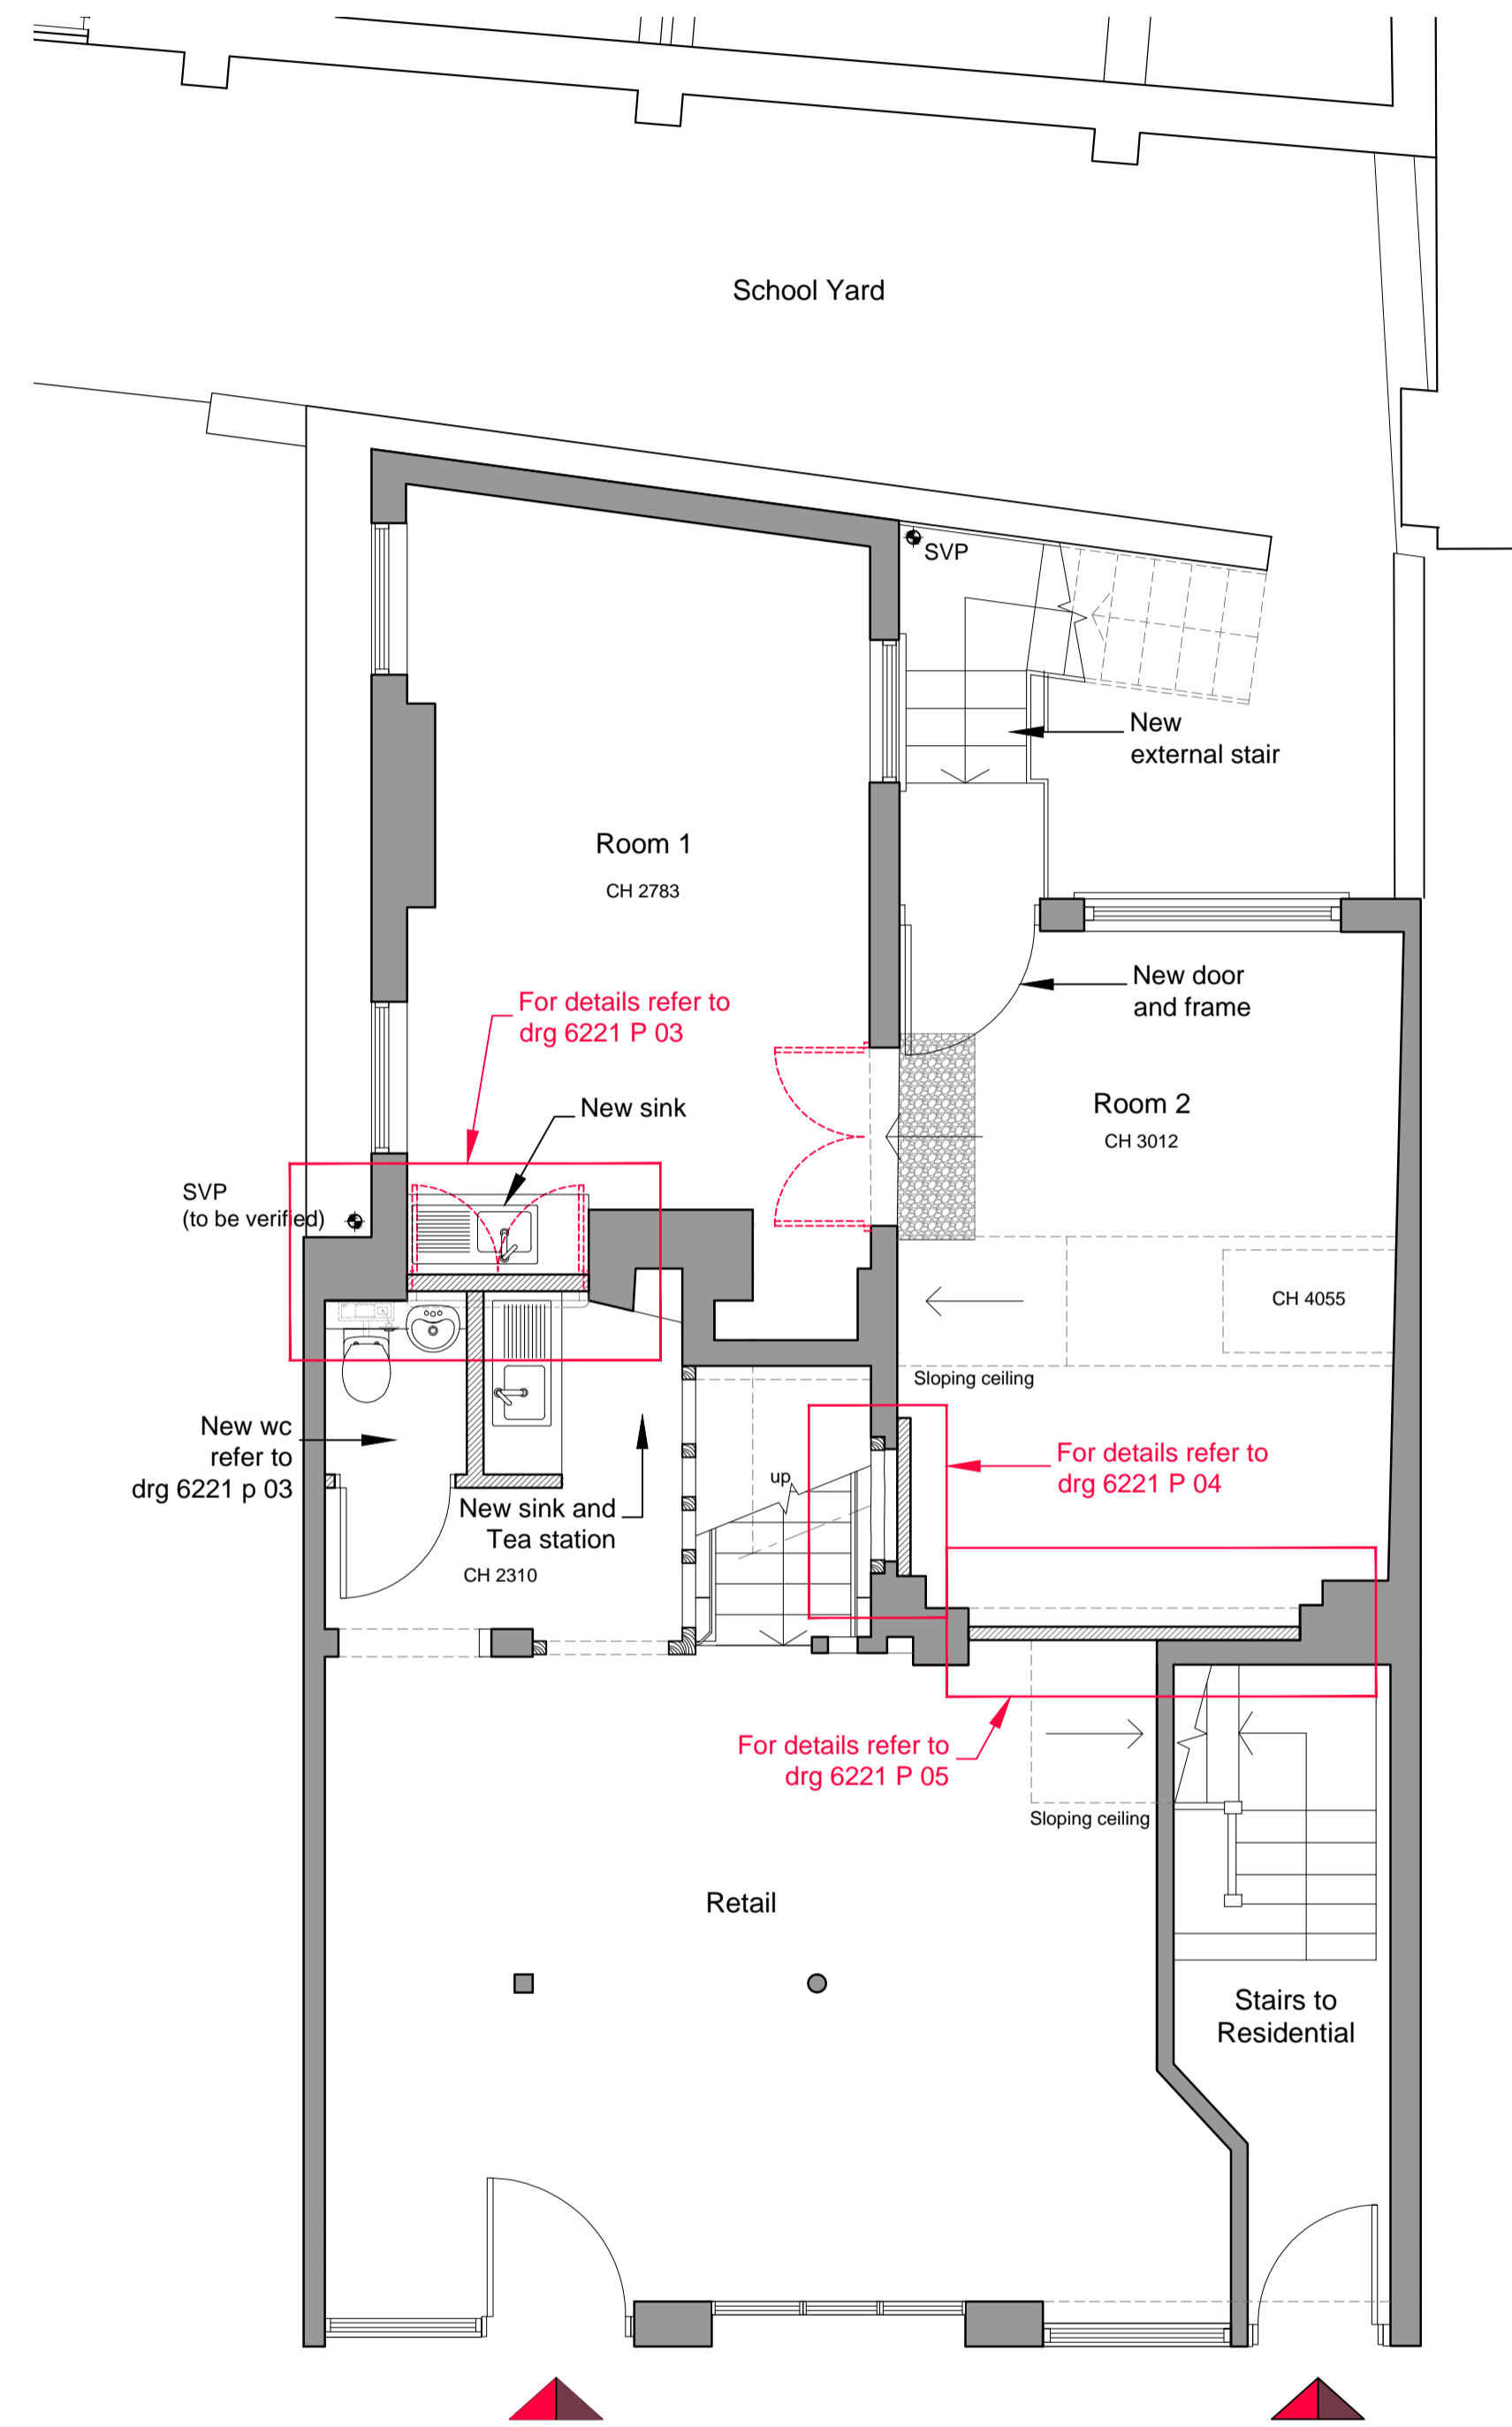 School Yard
SVP
New
external stair
Room 1
CH 2783
New door
and frame
For details refer to
drg 6221 P 03
New sink
Room 2
CH 3012
SVP
(to be verified)
CH 4055
Sloping ceiling
New wc
refer to
drg 6221 p 03
up
For details refer to
drg 6221 P 04
New sink and
Tea station
CH 2310
For details refer to
drg 6221 P 05
Sloping ceiling
Retail
Stairs to
Residential